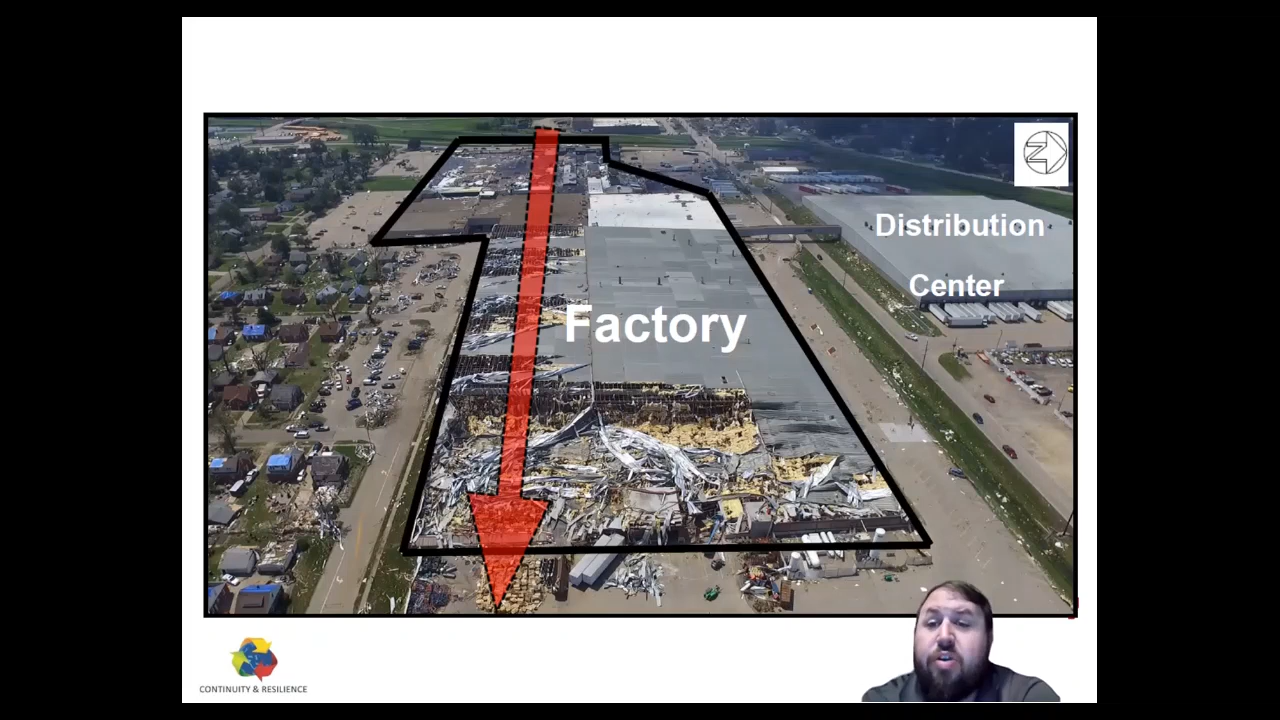 Z
Distribution
Center
Factory
CONTINUITY & RESILIENCE